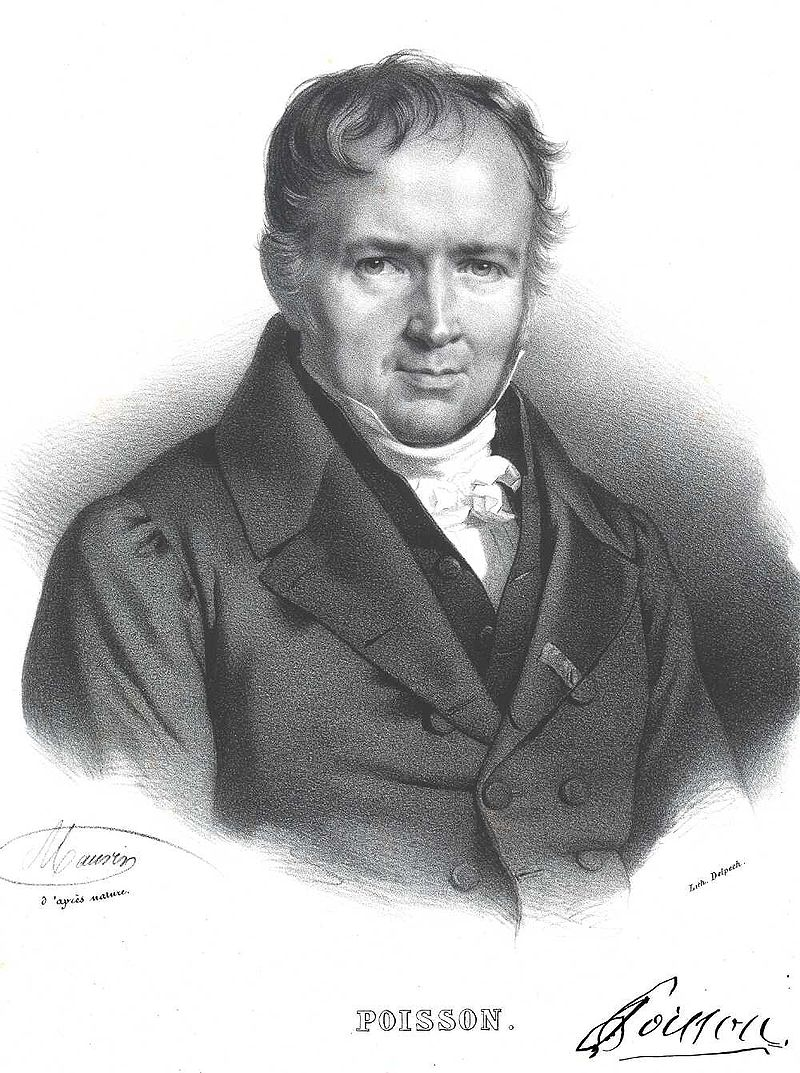 Maurin
d'après nature.
Lith. Delpech.
POISSON.
Poisson.